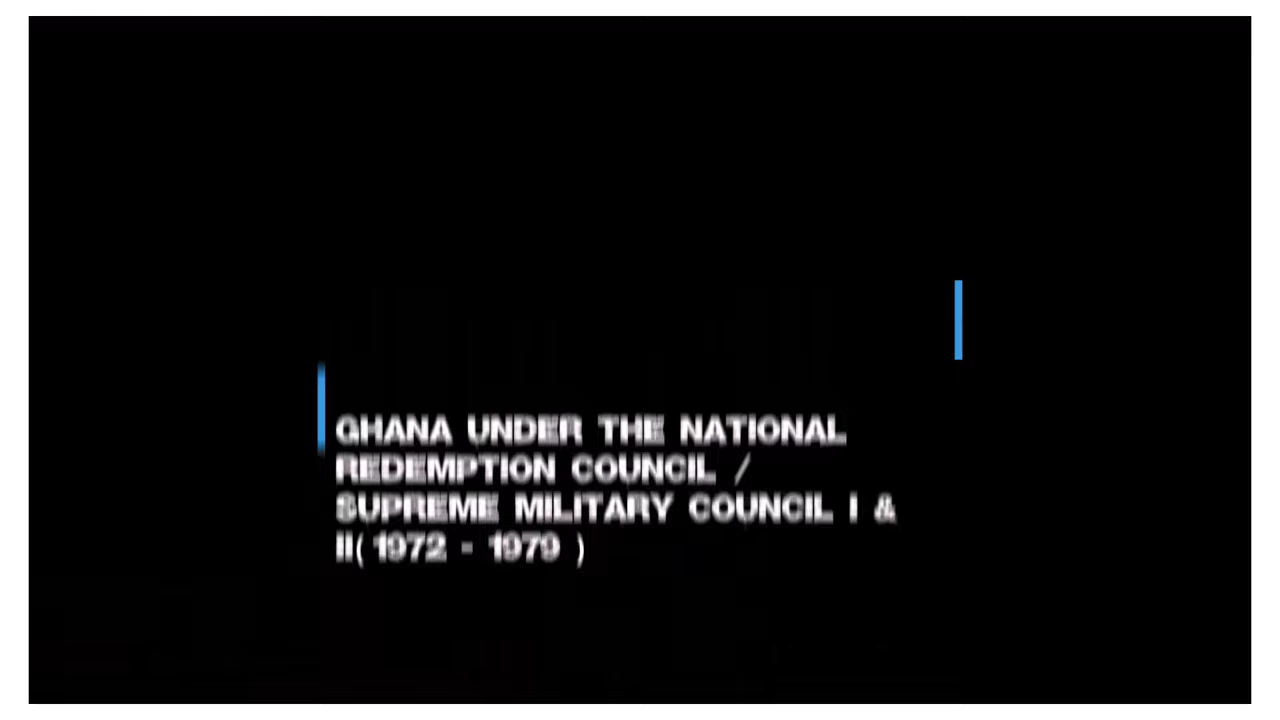 GHANA UNDER THE NATIONAL
REDEMPTION COUNCIL /
SUPREME MILITARY COUNCIL I &
II( 1972 - 1979 )